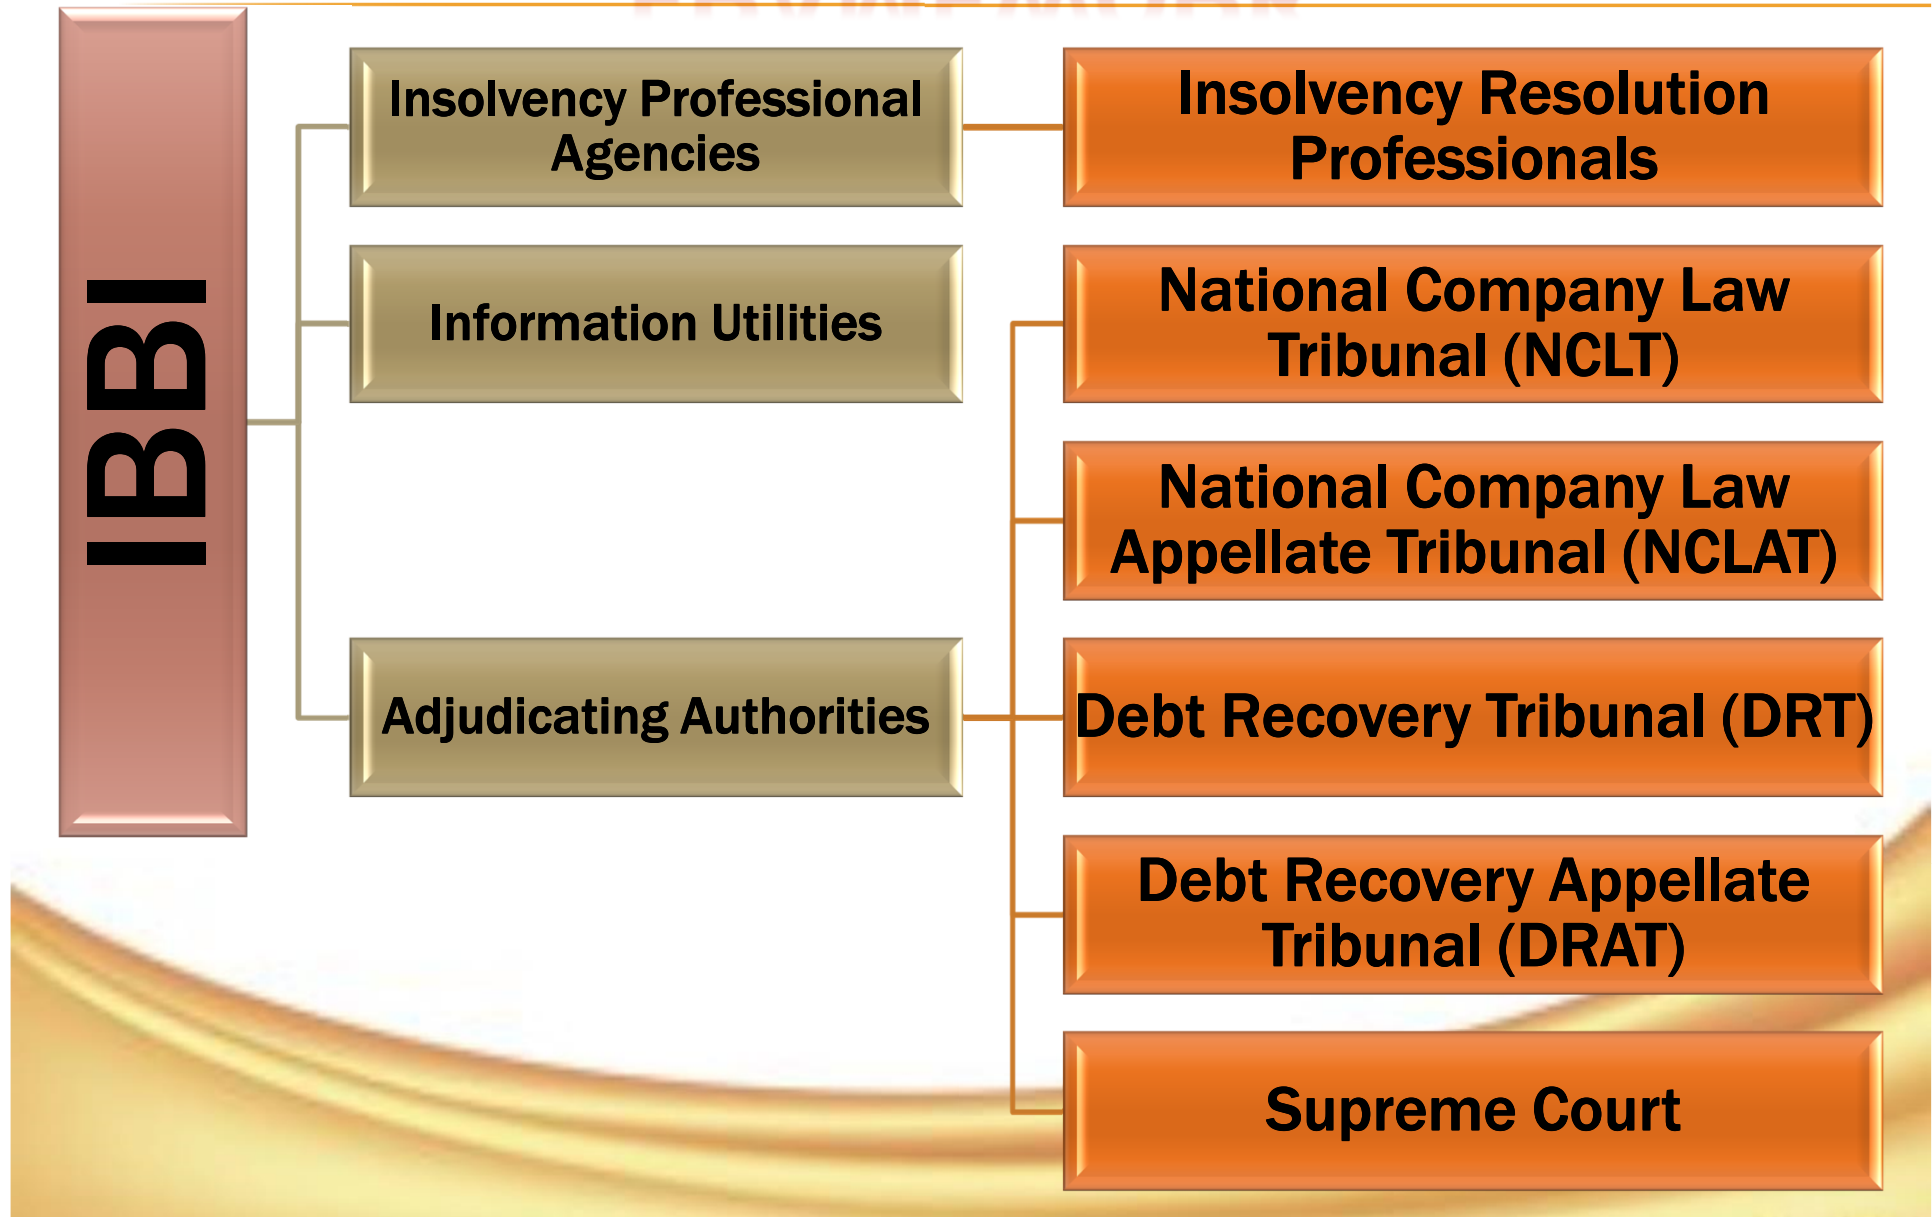 IBBI
Insolvency Professional
Agencies
Information Utilities
Adjudicating Authorities
Insolvency Resolution
Professionals
National Company Law
Tribunal (NCLT)
National Company Law
Appellate Tribunal (NCLAT)
Debt Recovery Tribunal (DRT)
Debt Recovery Appellate
Tribunal (DRAT)
Supreme Court